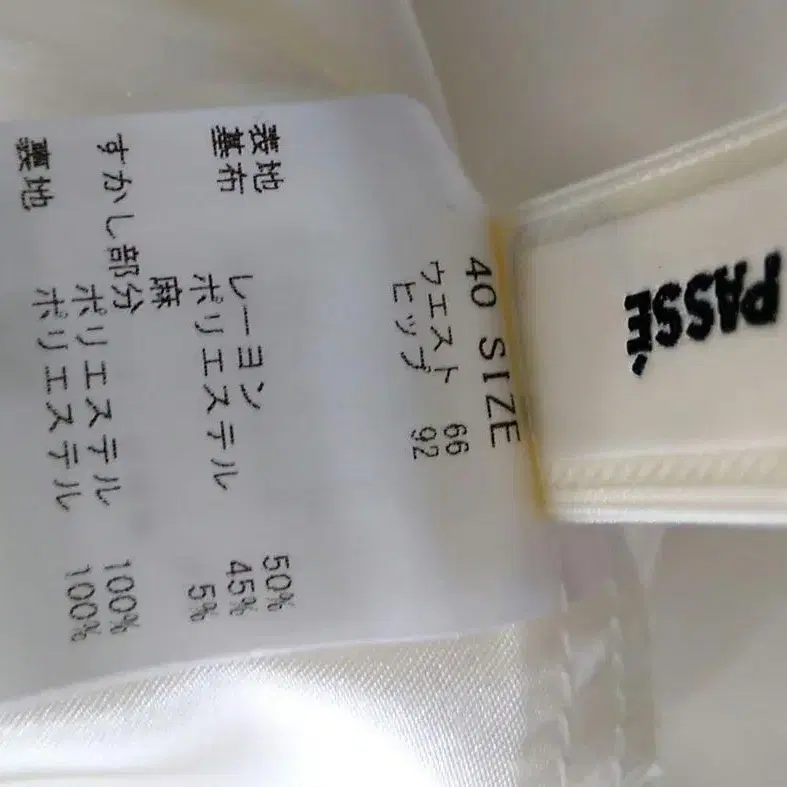 PASSÉ
40 SIZE
ウエスト 66
ヒップ 92
表地 レーヨン 50%
基布 ポリエステル 45%
麻 5%
すかし部分 ポリエステル 100%
裏地 ポリエステル 100%